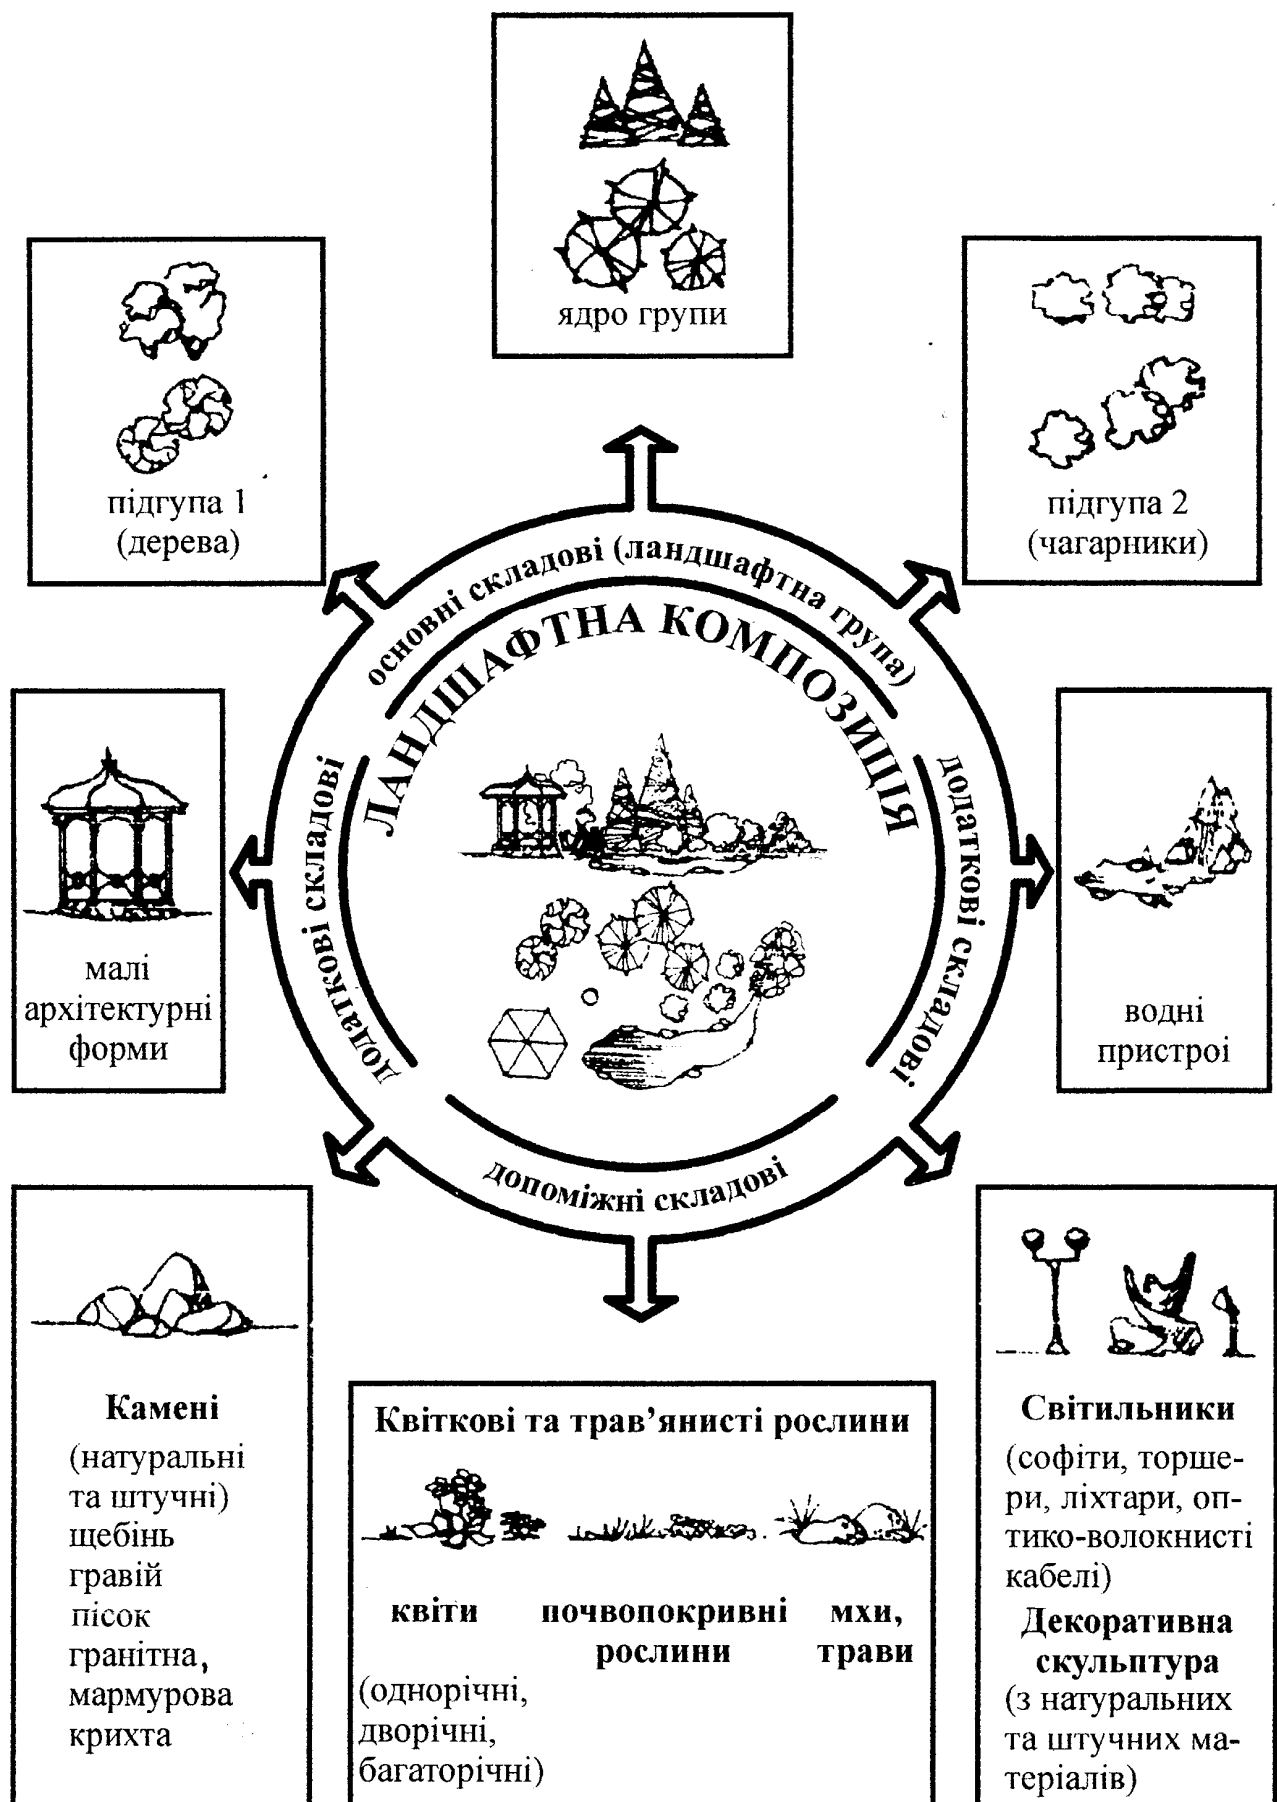 ядро групи
підгупа 1
(дерева)
підгупа 2
(чагарники)
основні складові (ландшафтна група)
ЛАНДШАФТНА КОМПОЗИЦІЯ
додаткові складові
додаткові складові
малі
архітектурні
форми
водні
пристрої
допоміжні складові
Камені
(натуральні
та штучні)
щебінь
гравій
пісок
гранітна,
мармурова
крихта
Квіткові та трав’янисті рослини
квіти
почвопокривні
рослини
мхи,
трави
(однорічні,
дворічні,
багаторічні)
Світильники
(софіти, торше-
ри, ліхтари, оп-
тико-волокнисті
кабелі)
Декоративна
скульптура
(з натуральних
та штучних ма-
теріалів)